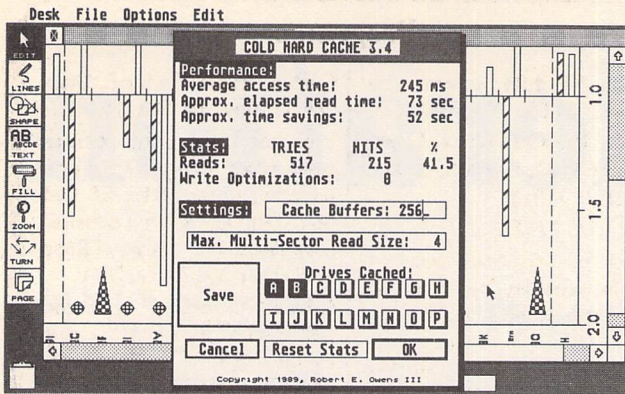 Desk File Options Edit
EDIT
LINES
SHAPE
AB
ABCDE
TEXT
FILL
ZOOM
TURN
PAGE
COLD HARD CACHE 3.4
Performance:
Average access time: 245 ms
Approx. elapsed read time: 73 sec
Approx. time savings: 52 sec
Stats: TRIES HITS %
Reads: 517 215 41.5
Write Optimizations: 0
Settings: Cache Buffers: 256_
Max. Multi-Sector Read Size: 4
Drives Cached:
Save
A B C D E F G H
I J K L M N O P
Cancel Reset Stats OK
Copyright 1989, Robert E. Owens III
1.0
1.5
2.0